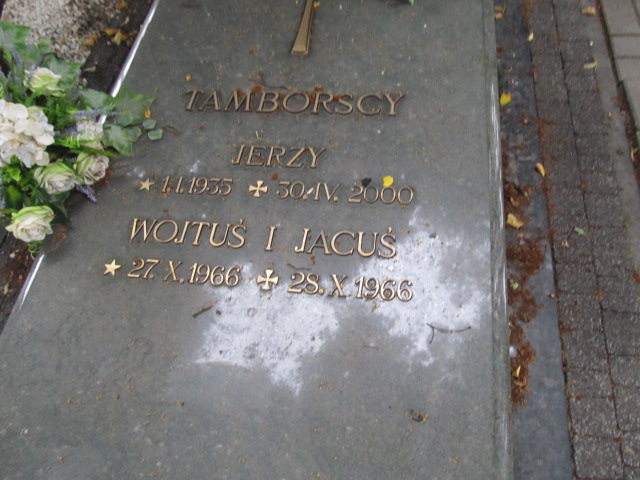 TAMBORSCY
JERZY
1.I.1935 30.IV.2000
WOJTUŚ I JACUŚ
27 X.1966 28.X.1966